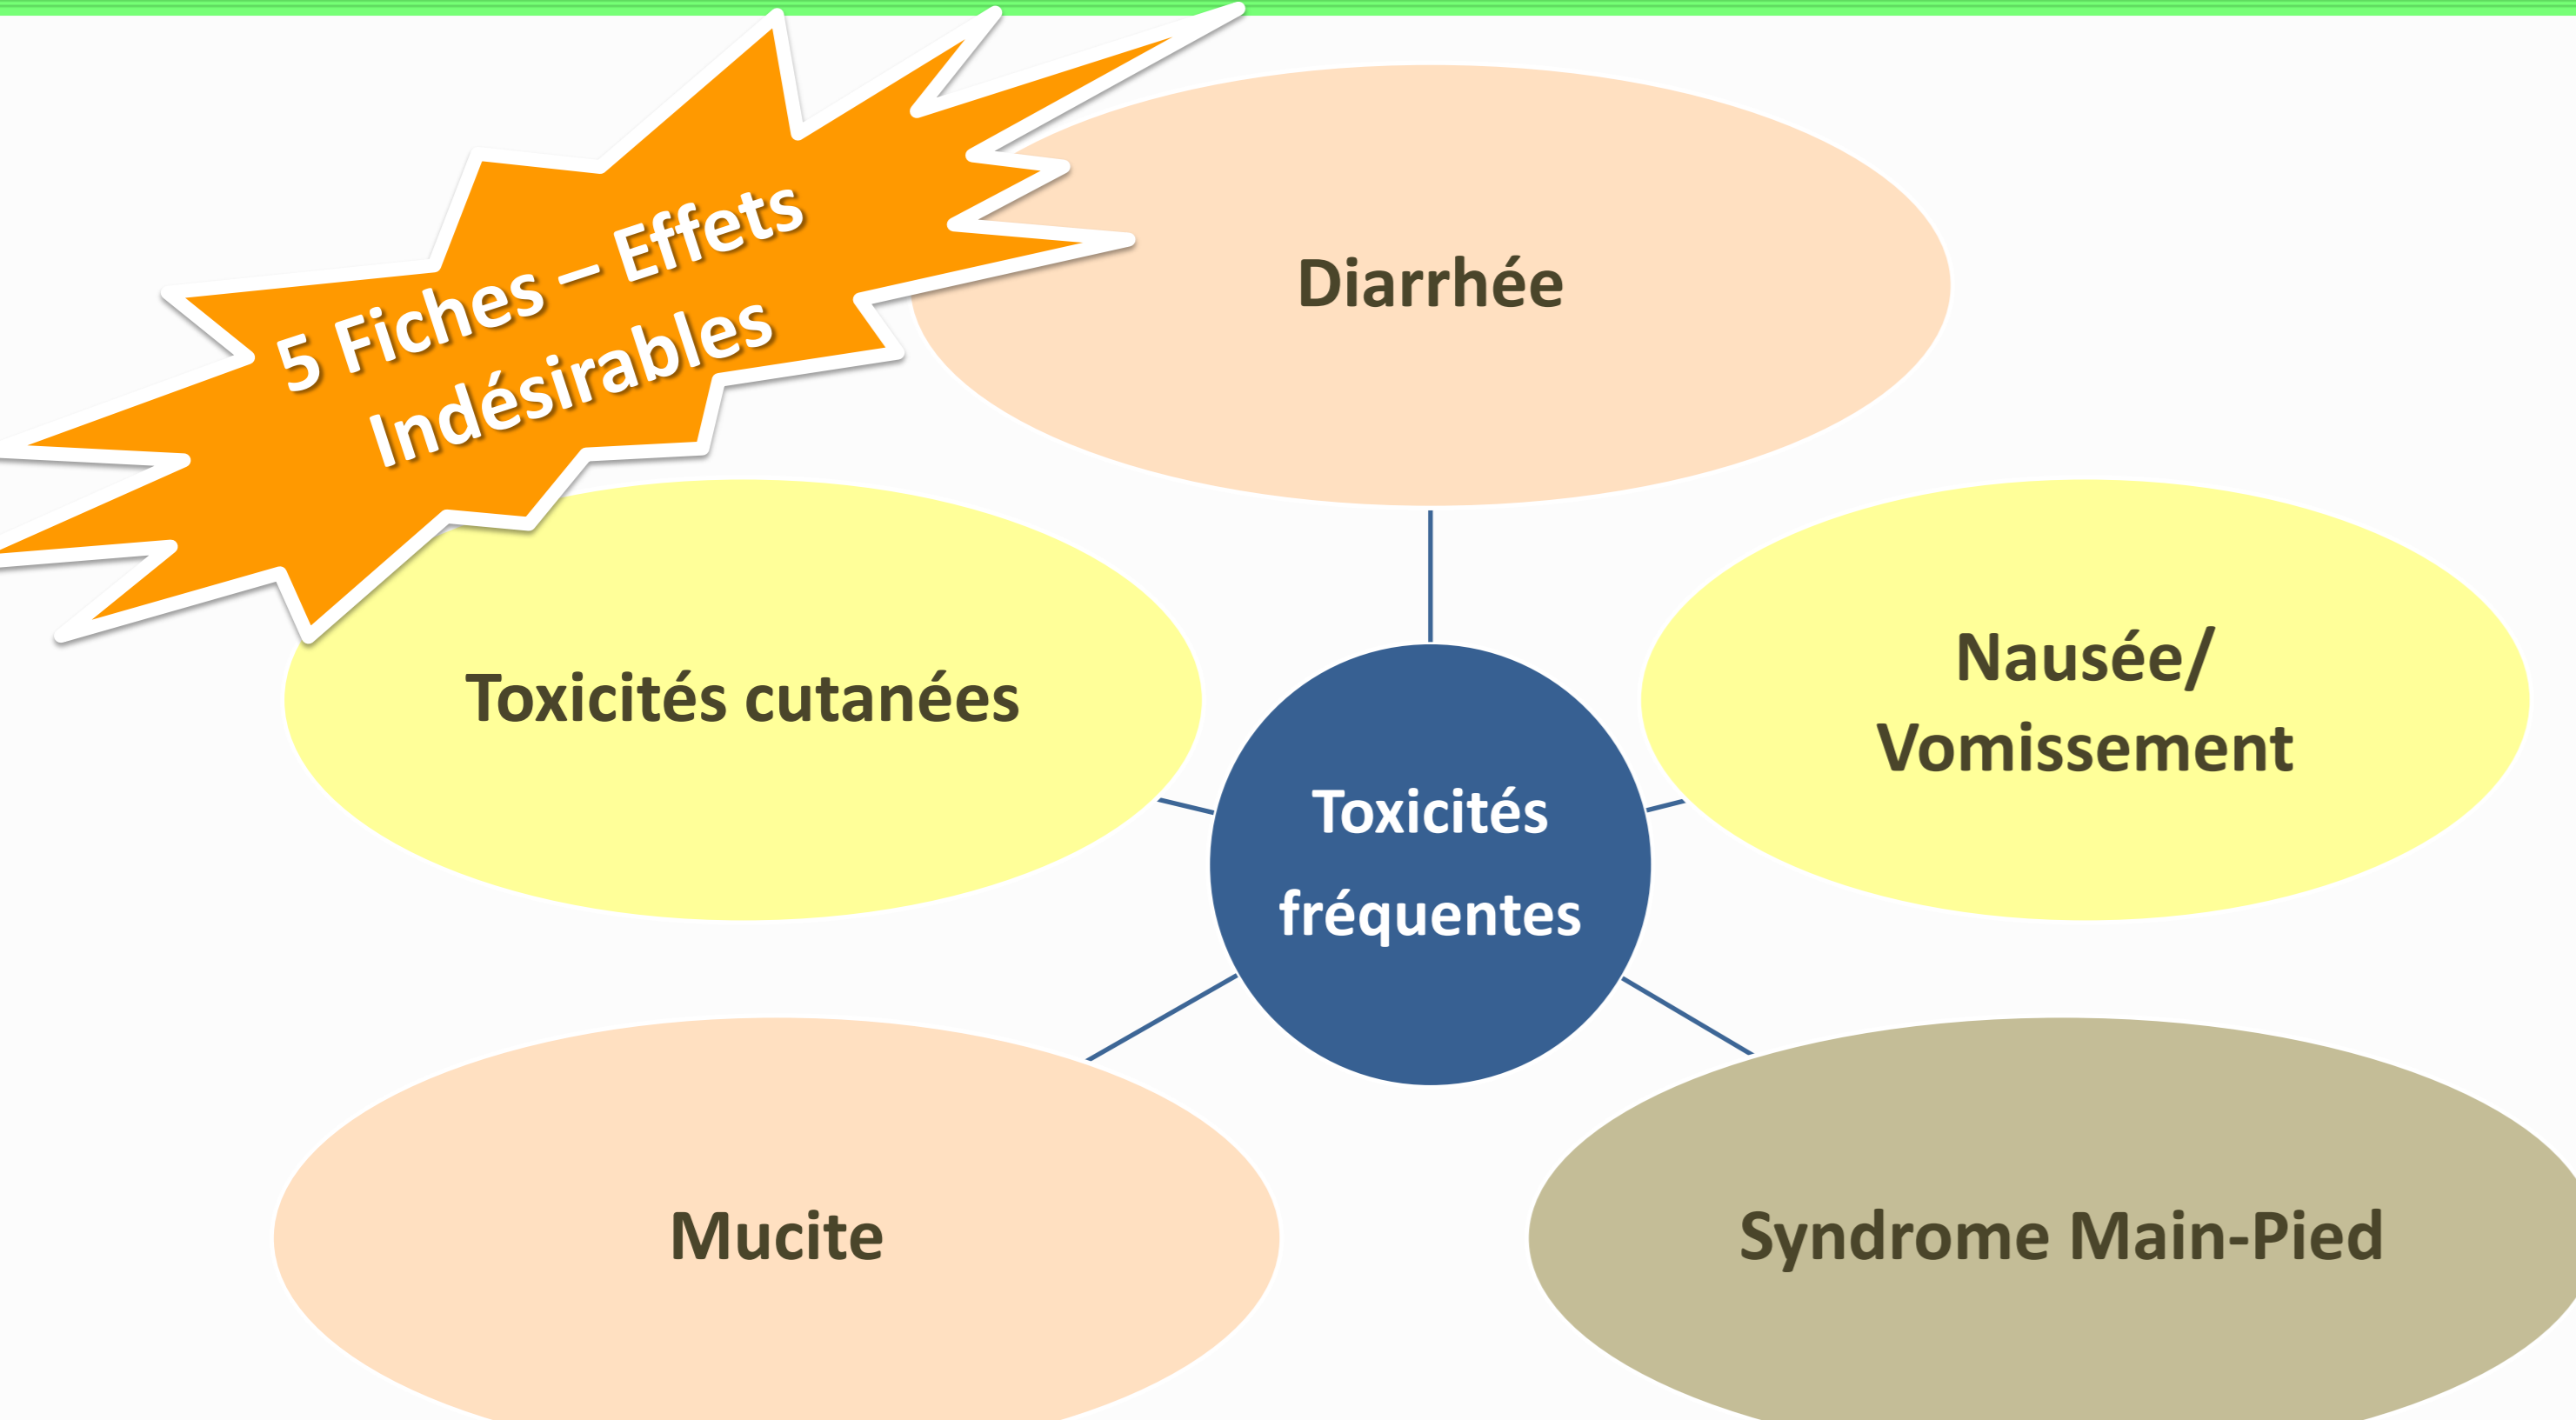 5 Fiches – Effets
Indésirables
Diarrhée
Toxicités cutanées
Nausée/
Vomissement
Toxicités
fréquentes
Mucite
Syndrome Main-Pied